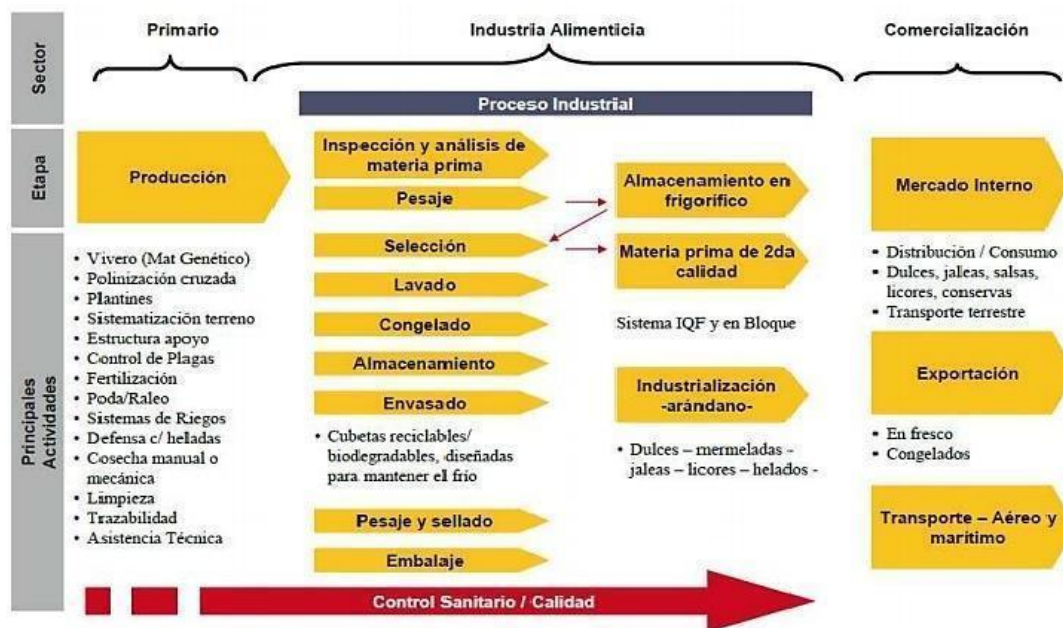 Sector
Primario
Industria Alimenticia
Comercialización
Proceso Industrial
Etapa
Producción
Inspección y análisis de
materia prima
Pesaje
Almacenamiento en
frigorífico
Mercado Interno
Principales
Actividades
• Vivero (Mat Genético)
• Polinización cruzada
• Plantines
• Sistematización terreno
• Estructura apoyo
• Control de Plagas
• Fertilización
• Poda/Raleo
• Sistemas de Riegos
• Defensa c/ heladas
• Cosecha manual o
mecánica
• Limpieza
• Trazabilidad
• Asistencia Técnica
Selección
Lavado
Congelado
Almacenamiento
Envasado
• Cubetas reciclables/
biodegradables, diseñadas
para mantener el frío
Pesaje y sellado
Embalaje
Materia prima de 2da
calidad
Sistema IQF y en Bloque
Industrialización
-arándano-
• Dulces – mermeladas -
jaleas – licores – helados -
• Distribución / Consumo
• Dulces, jaleas, salsas,
licores, conservas
• Transporte terrestre
Exportación
• En fresco
• Congelados
Transporte – Aéreo y
marítimo
Control Sanitario / Calidad